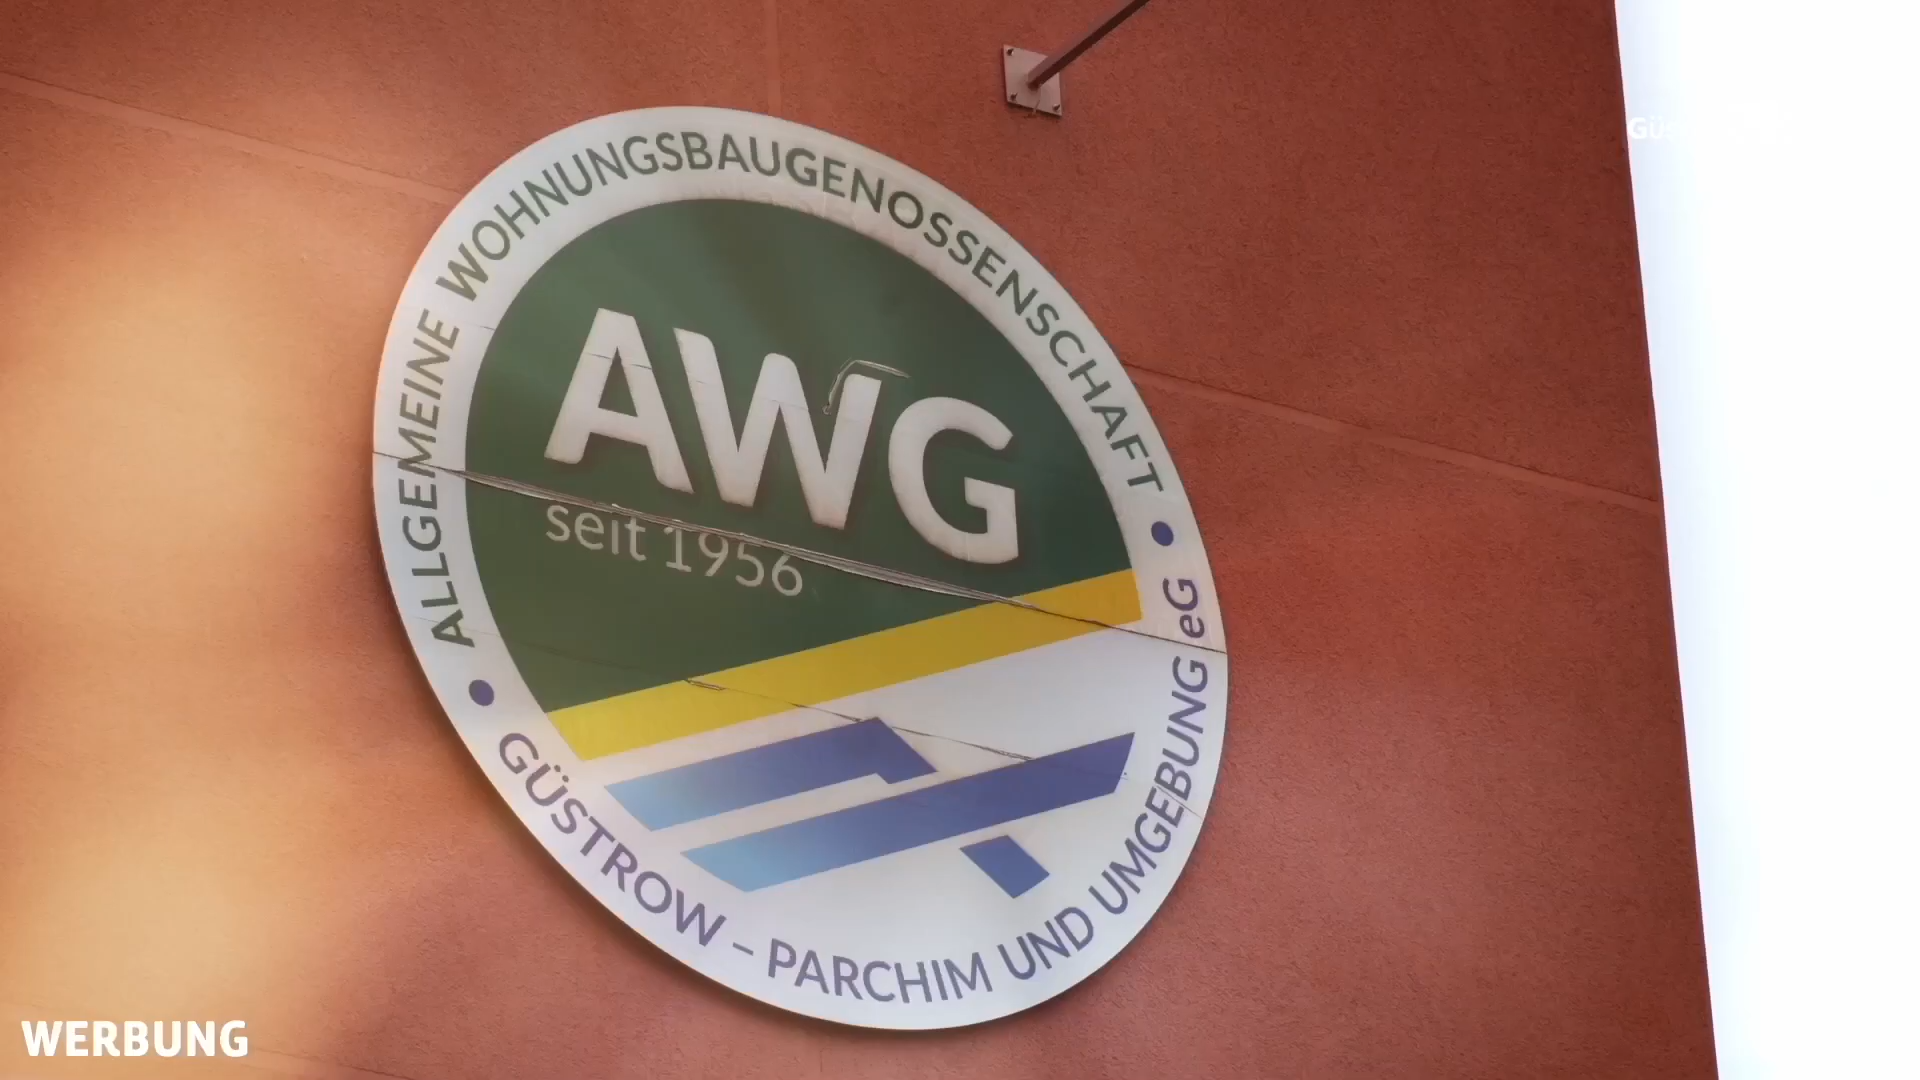 ALLGEMEINE WOHNUNGSBAUGENOSSENSCHAFT
AWG
seit 1956
GÜSTROW – PARCHIM UND UMGEBUNG eG
WERBUNG